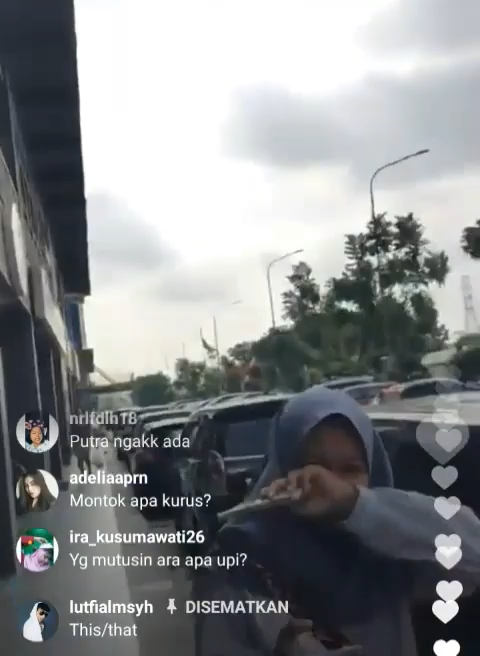 nrlfdlh18
Putra ngakk ada
adeliaaprn
Montok apa kurus?
ira_kusumawati26
Yg mutusin ara apa upi?
lutfialmsyh DISEMATKAN
This/that